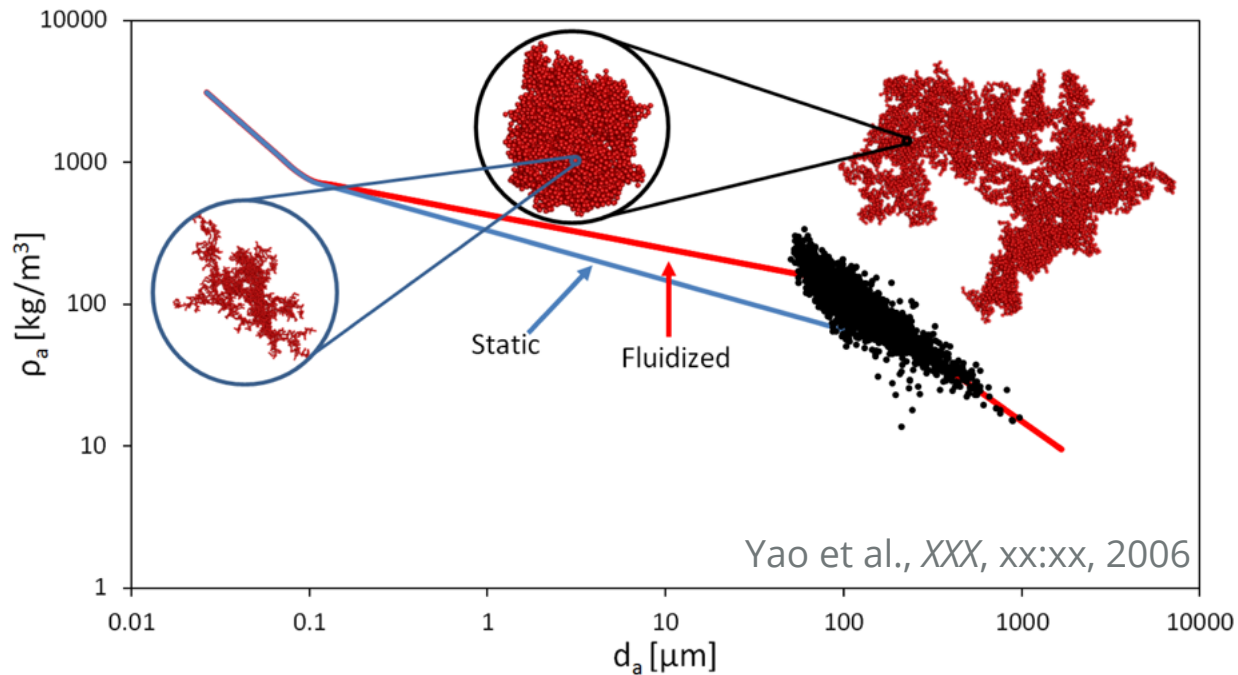 10000
1000
100
10
1
ρa [kg/m³]
Static
Fluidized
Yao et al., XXX, xx:xx, 2006
0.01 0.1 1 10 100 1000 10000
da [μm]